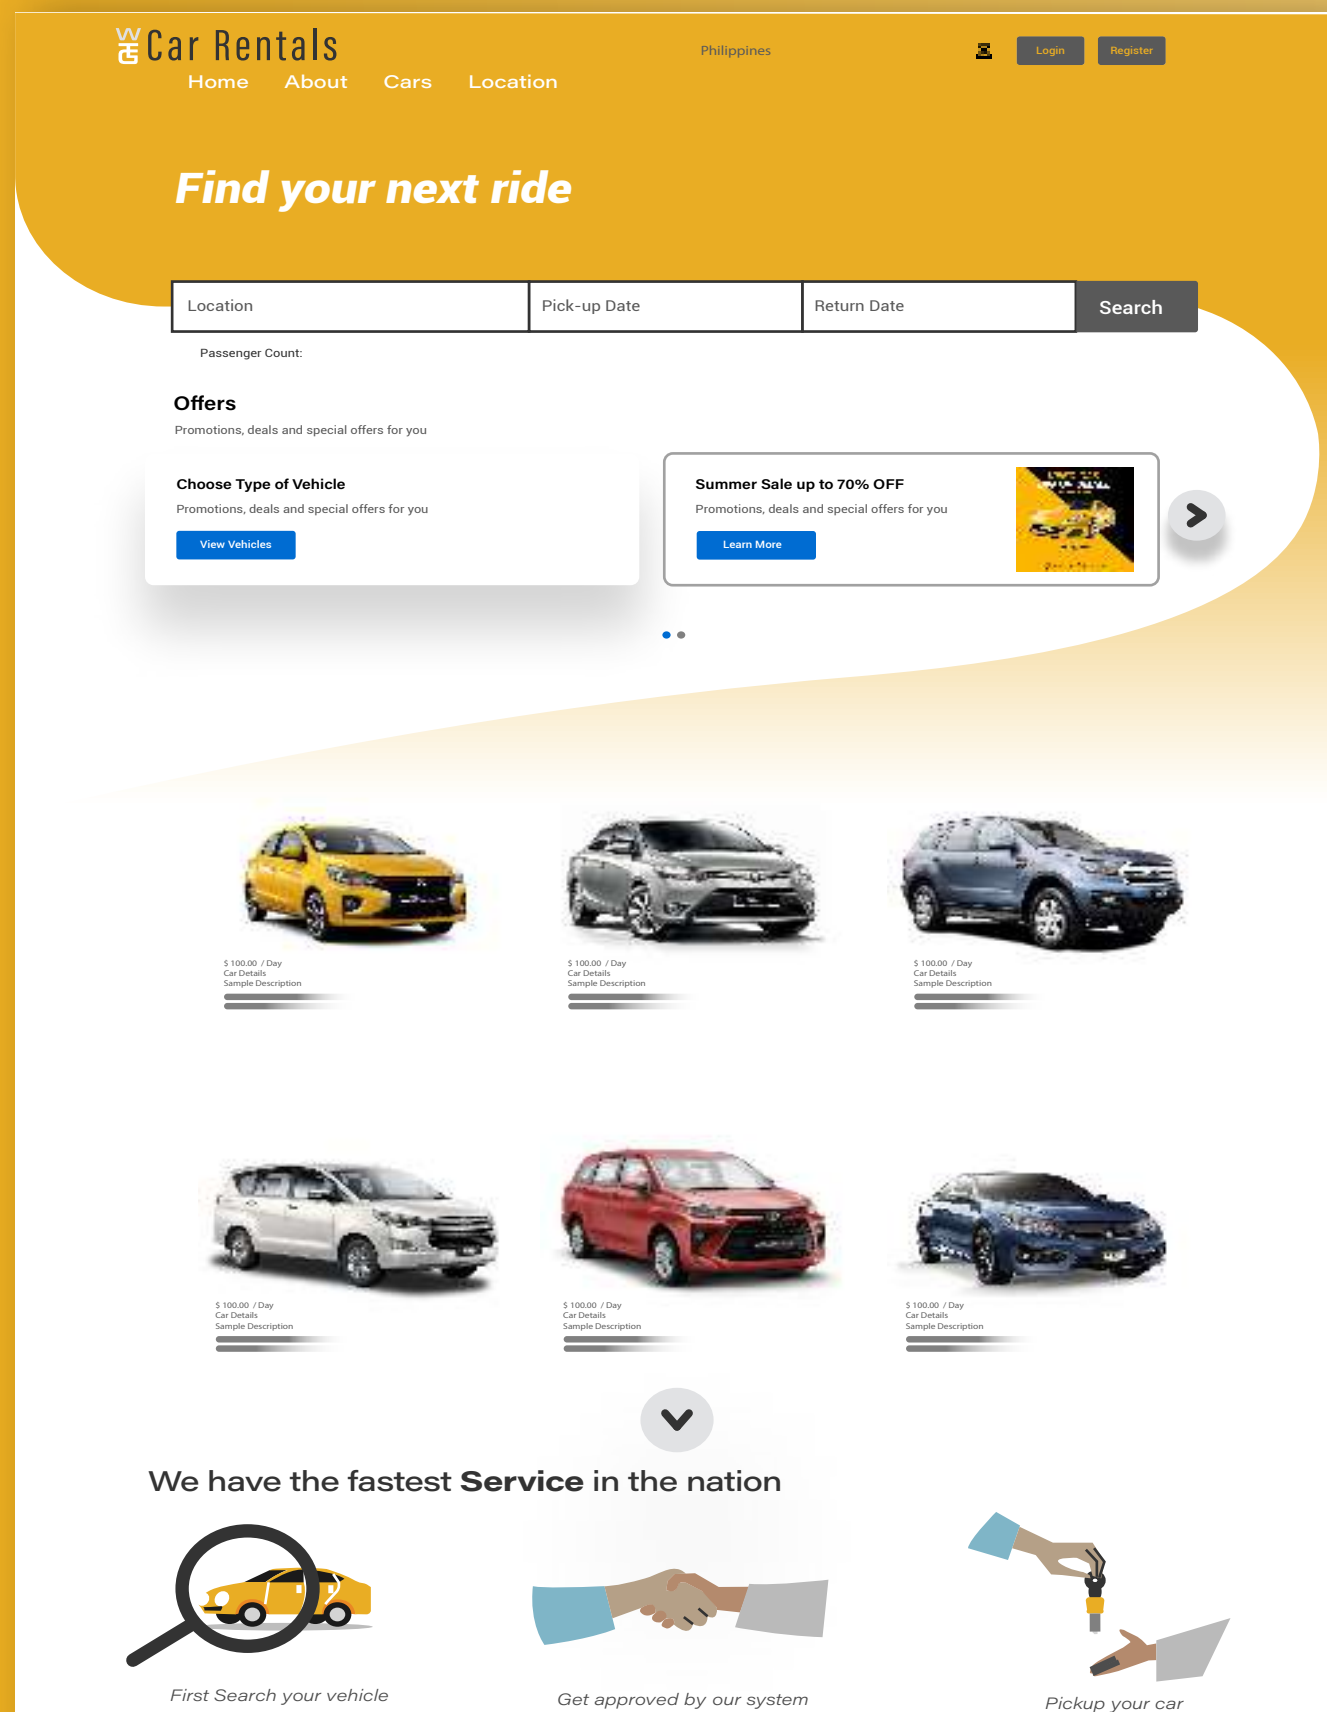 Car Rentals
Philippines
Login
Register
Home About Cars Location
Find your next ride
Location
Pick-up Date
Return Date
Search
Passenger Count:
Offers
Promotions, deals and special offers for you
Choose Type of Vehicle
Promotions, deals and special offers for you
View Vehicles
Summer Sale up to 70% OFF
Promotions, deals and special offers for you
Learn More
$ 100.00 / Day
Car Details
Sample Description
$ 100.00 / Day
Car Details
Sample Description
$ 100.00 / Day
Car Details
Sample Description
$ 100.00 / Day
Car Details
Sample Description
$ 100.00 / Day
Car Details
Sample Description
$ 100.00 / Day
Car Details
Sample Description
We have the fastest Service in the nation
First Search your vehicle
Get approved by our system
Pickup your car